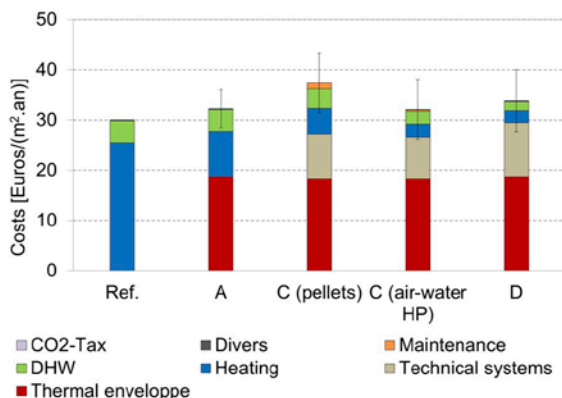 Costs [Euros/(m².an)]
50
40
30
20
10
0
Ref.
A
C (pellets)
C (air-water
HP)
D
CO2-Tax
Divers
Maintenance
DHW
Heating
Technical systems
Thermal enveloppe